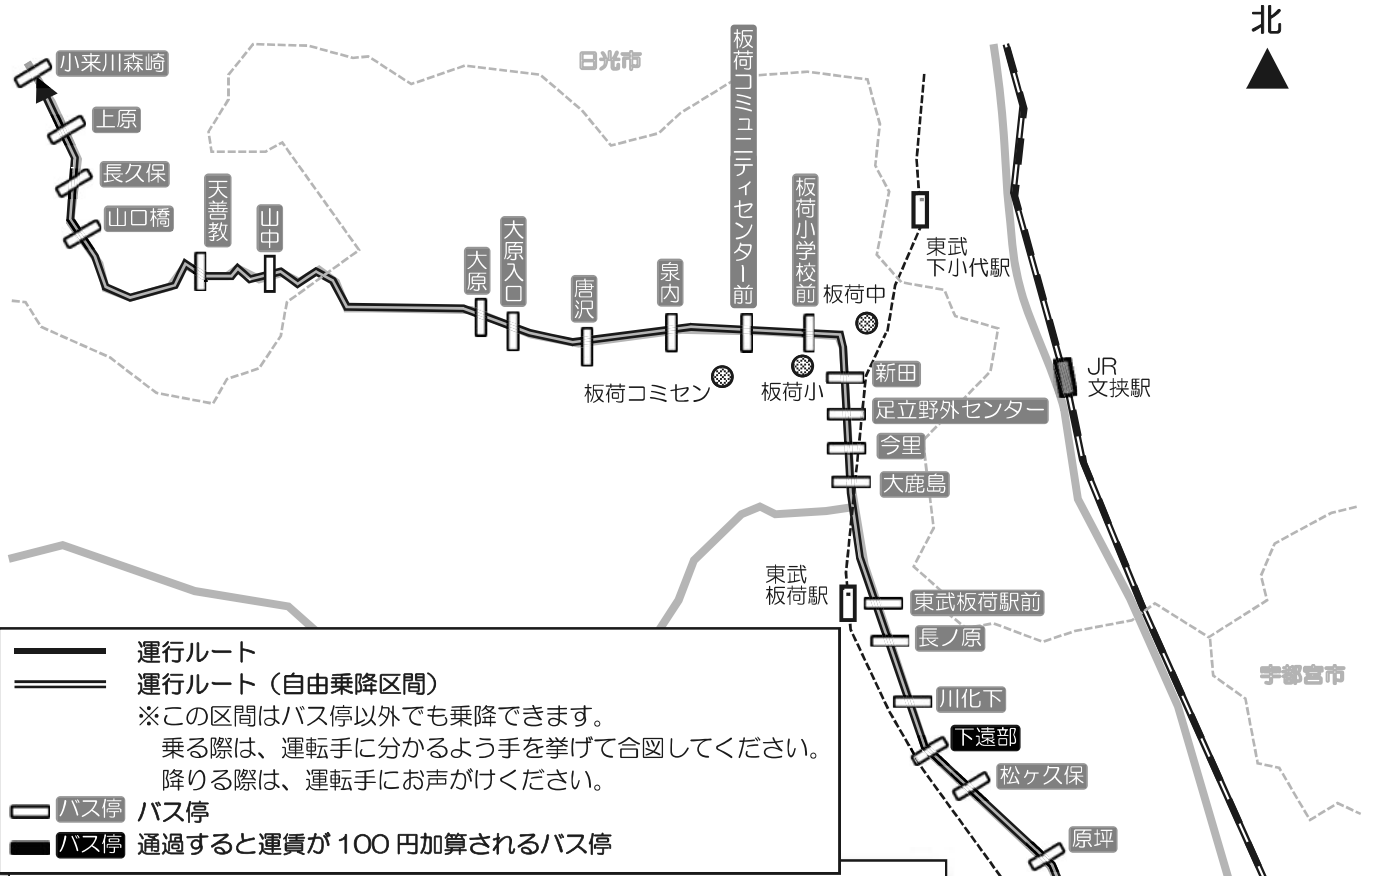 北
日光市
小来川森崎
上原
長久保
山口橋
天善教
山中
大原
大原入口
唐沢
泉内
板荷コミュニティセンター前
板荷小学校前
板荷中
東武
下小代駅
板荷コミセン
板荷小
新田
足立野外センター
今里
大鹿島
JR
文挟駅
東武
板荷駅
東武板荷駅前
長ノ原
川化下
下遠部
松ヶ久保
原坪
宇都宮市
運行ルート
運行ルート（自由乗降区間）
※この区間はバス停以外でも乗降できます。
乗る際は、運転手に分かるよう手を挙げて合図してください。
降りる際は、運転手にお声がけください。
バス停 バス停
バス停 通過すると運賃が 100 円加算されるバス停